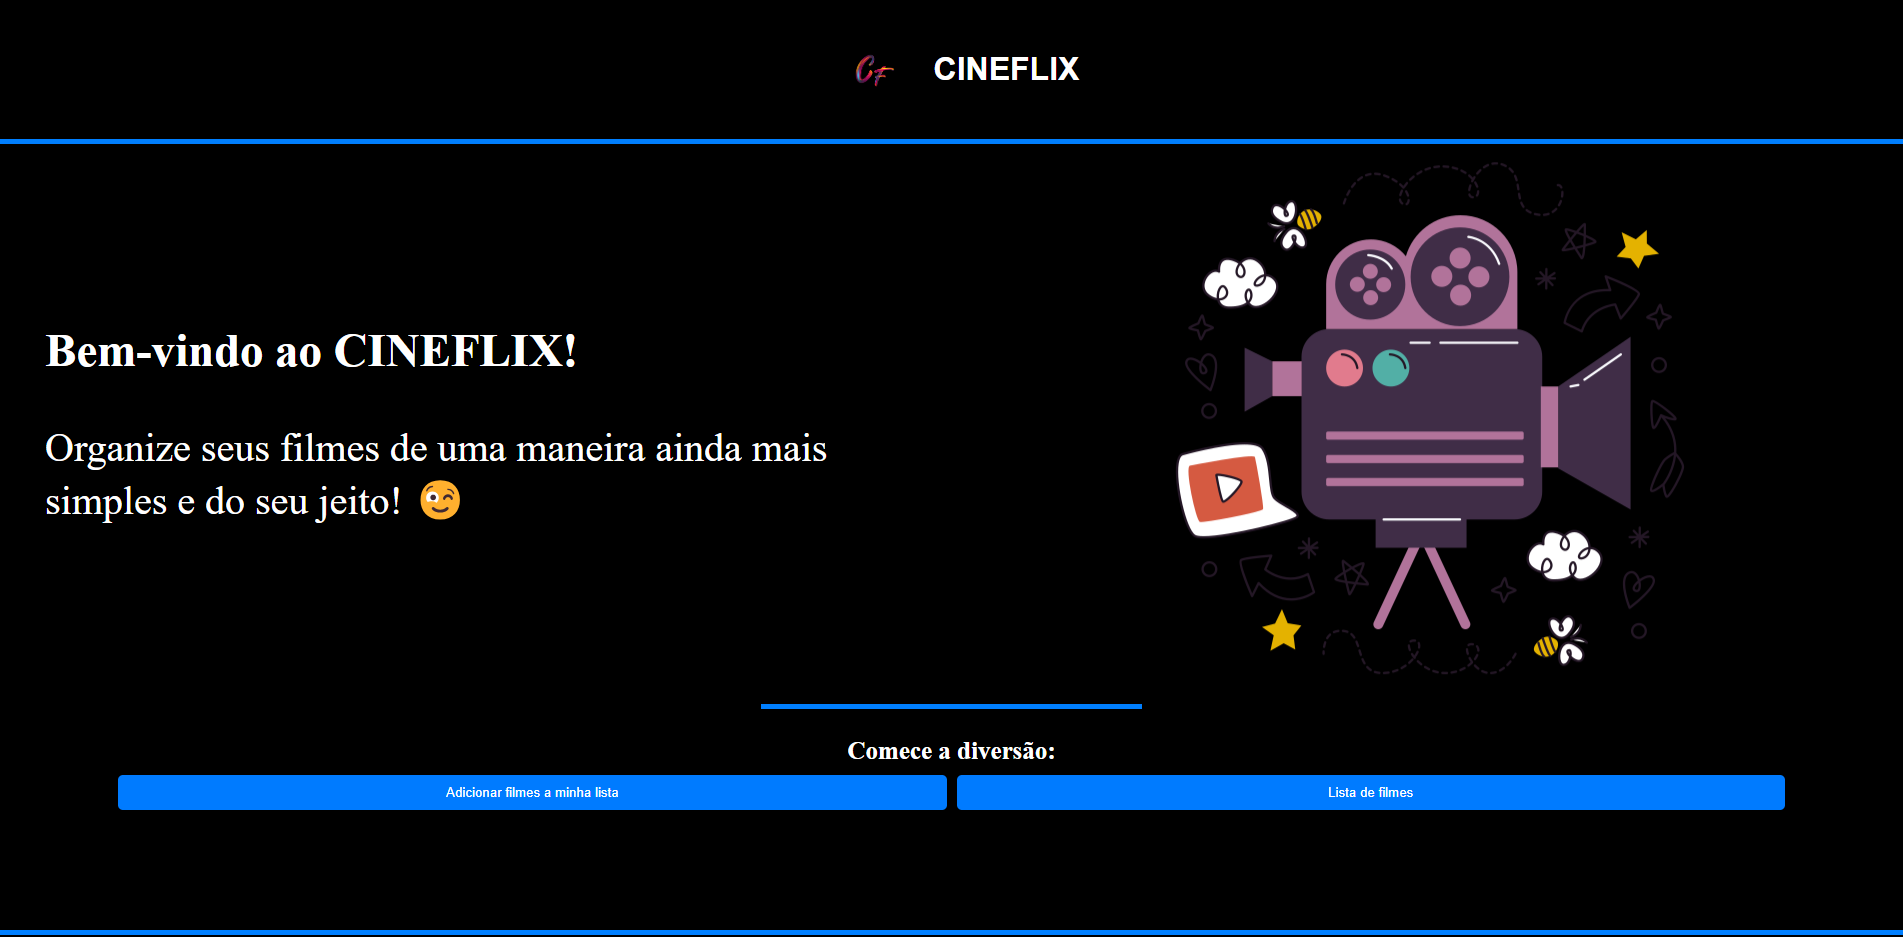 CF CINEFLIX
Bem-vindo ao CINEFLIX!
Organize seus filmes de uma maneira ainda mais
simples e do seu jeito! 😉
Comece a diversão:
Adicionar filmes a minha lista
Lista de filmes